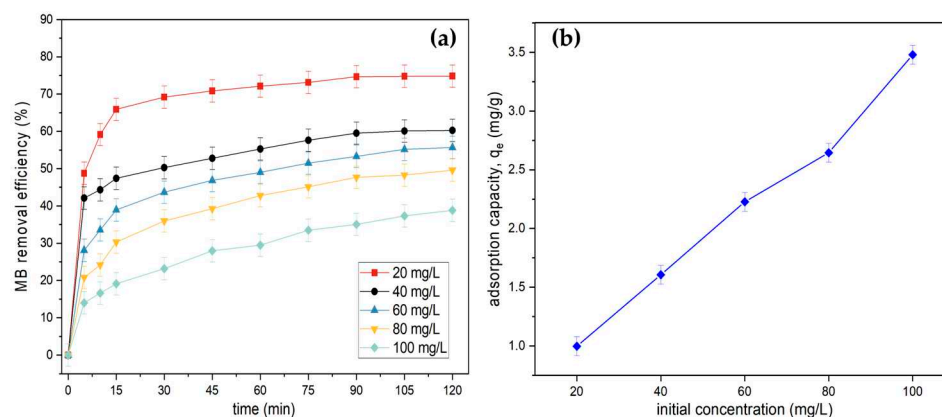 (a)
MB removal efficiency (%)
90
80
70
60
50
40
30
20
10
0
0 5 10 15 30 45 60 75 90 105 120
time (min)
20 mg/L
40 mg/L
60 mg/L
80 mg/L
100 mg/L
(b)
adsorption capacity, qₑ (mg/g)
3.5
3.0
2.5
2.0
1.5
1.0
20 40 60 80 100
initial concentration (mg/L)